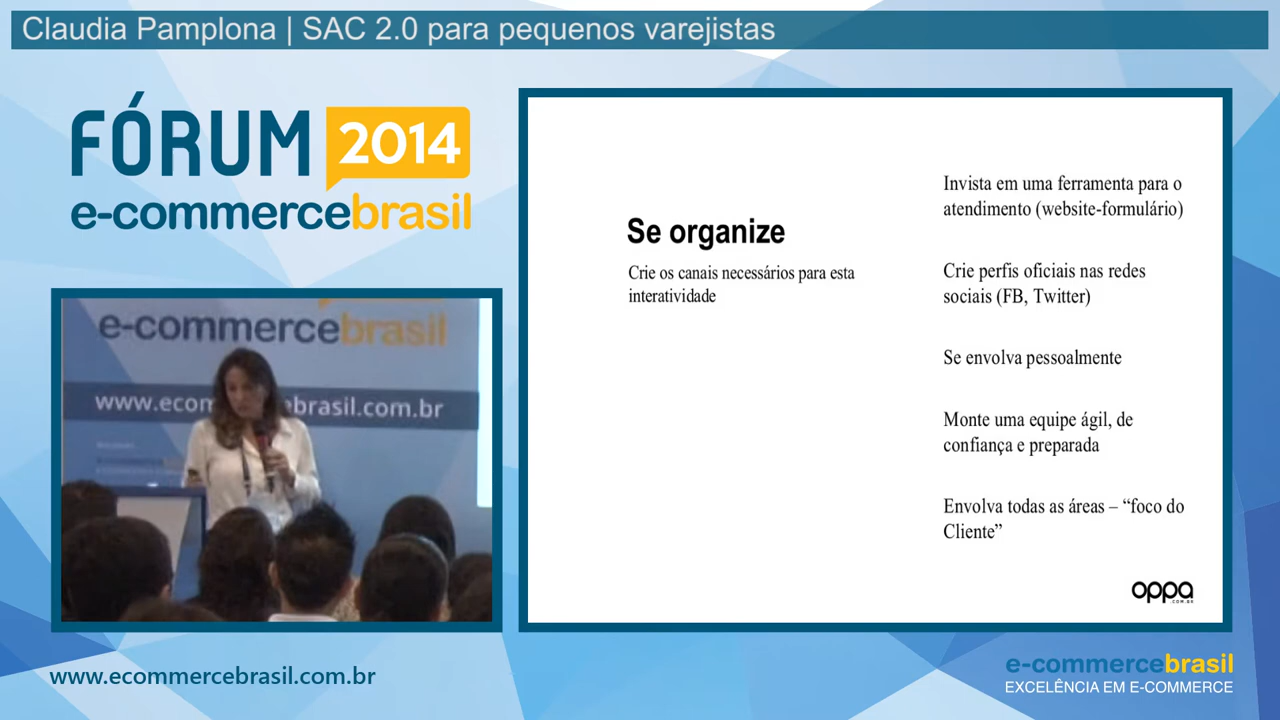 Claudia Pamplona | SAC 2.0 para pequenos varejistas
FÓRUM 2014
e-commercebrasil
e-commercebrasil
www.ecom brasil.com.br
Se organize
Crie os canais necessários para esta
interatividade
Invista em uma ferramenta para o
atendimento (website-formulário)
Crie perfis oficiais nas redes
sociais (FB, Twitter)
Se envolva pessoalmente
Monte uma equipe ágil, de
confiança e preparada
Envolva todas as áreas – “foco do
Cliente”
oppa
.COM.BR
www.ecommercebrasil.com.br
e-commercebrasil
EXCELÊNCIA EM E-COMMERCE